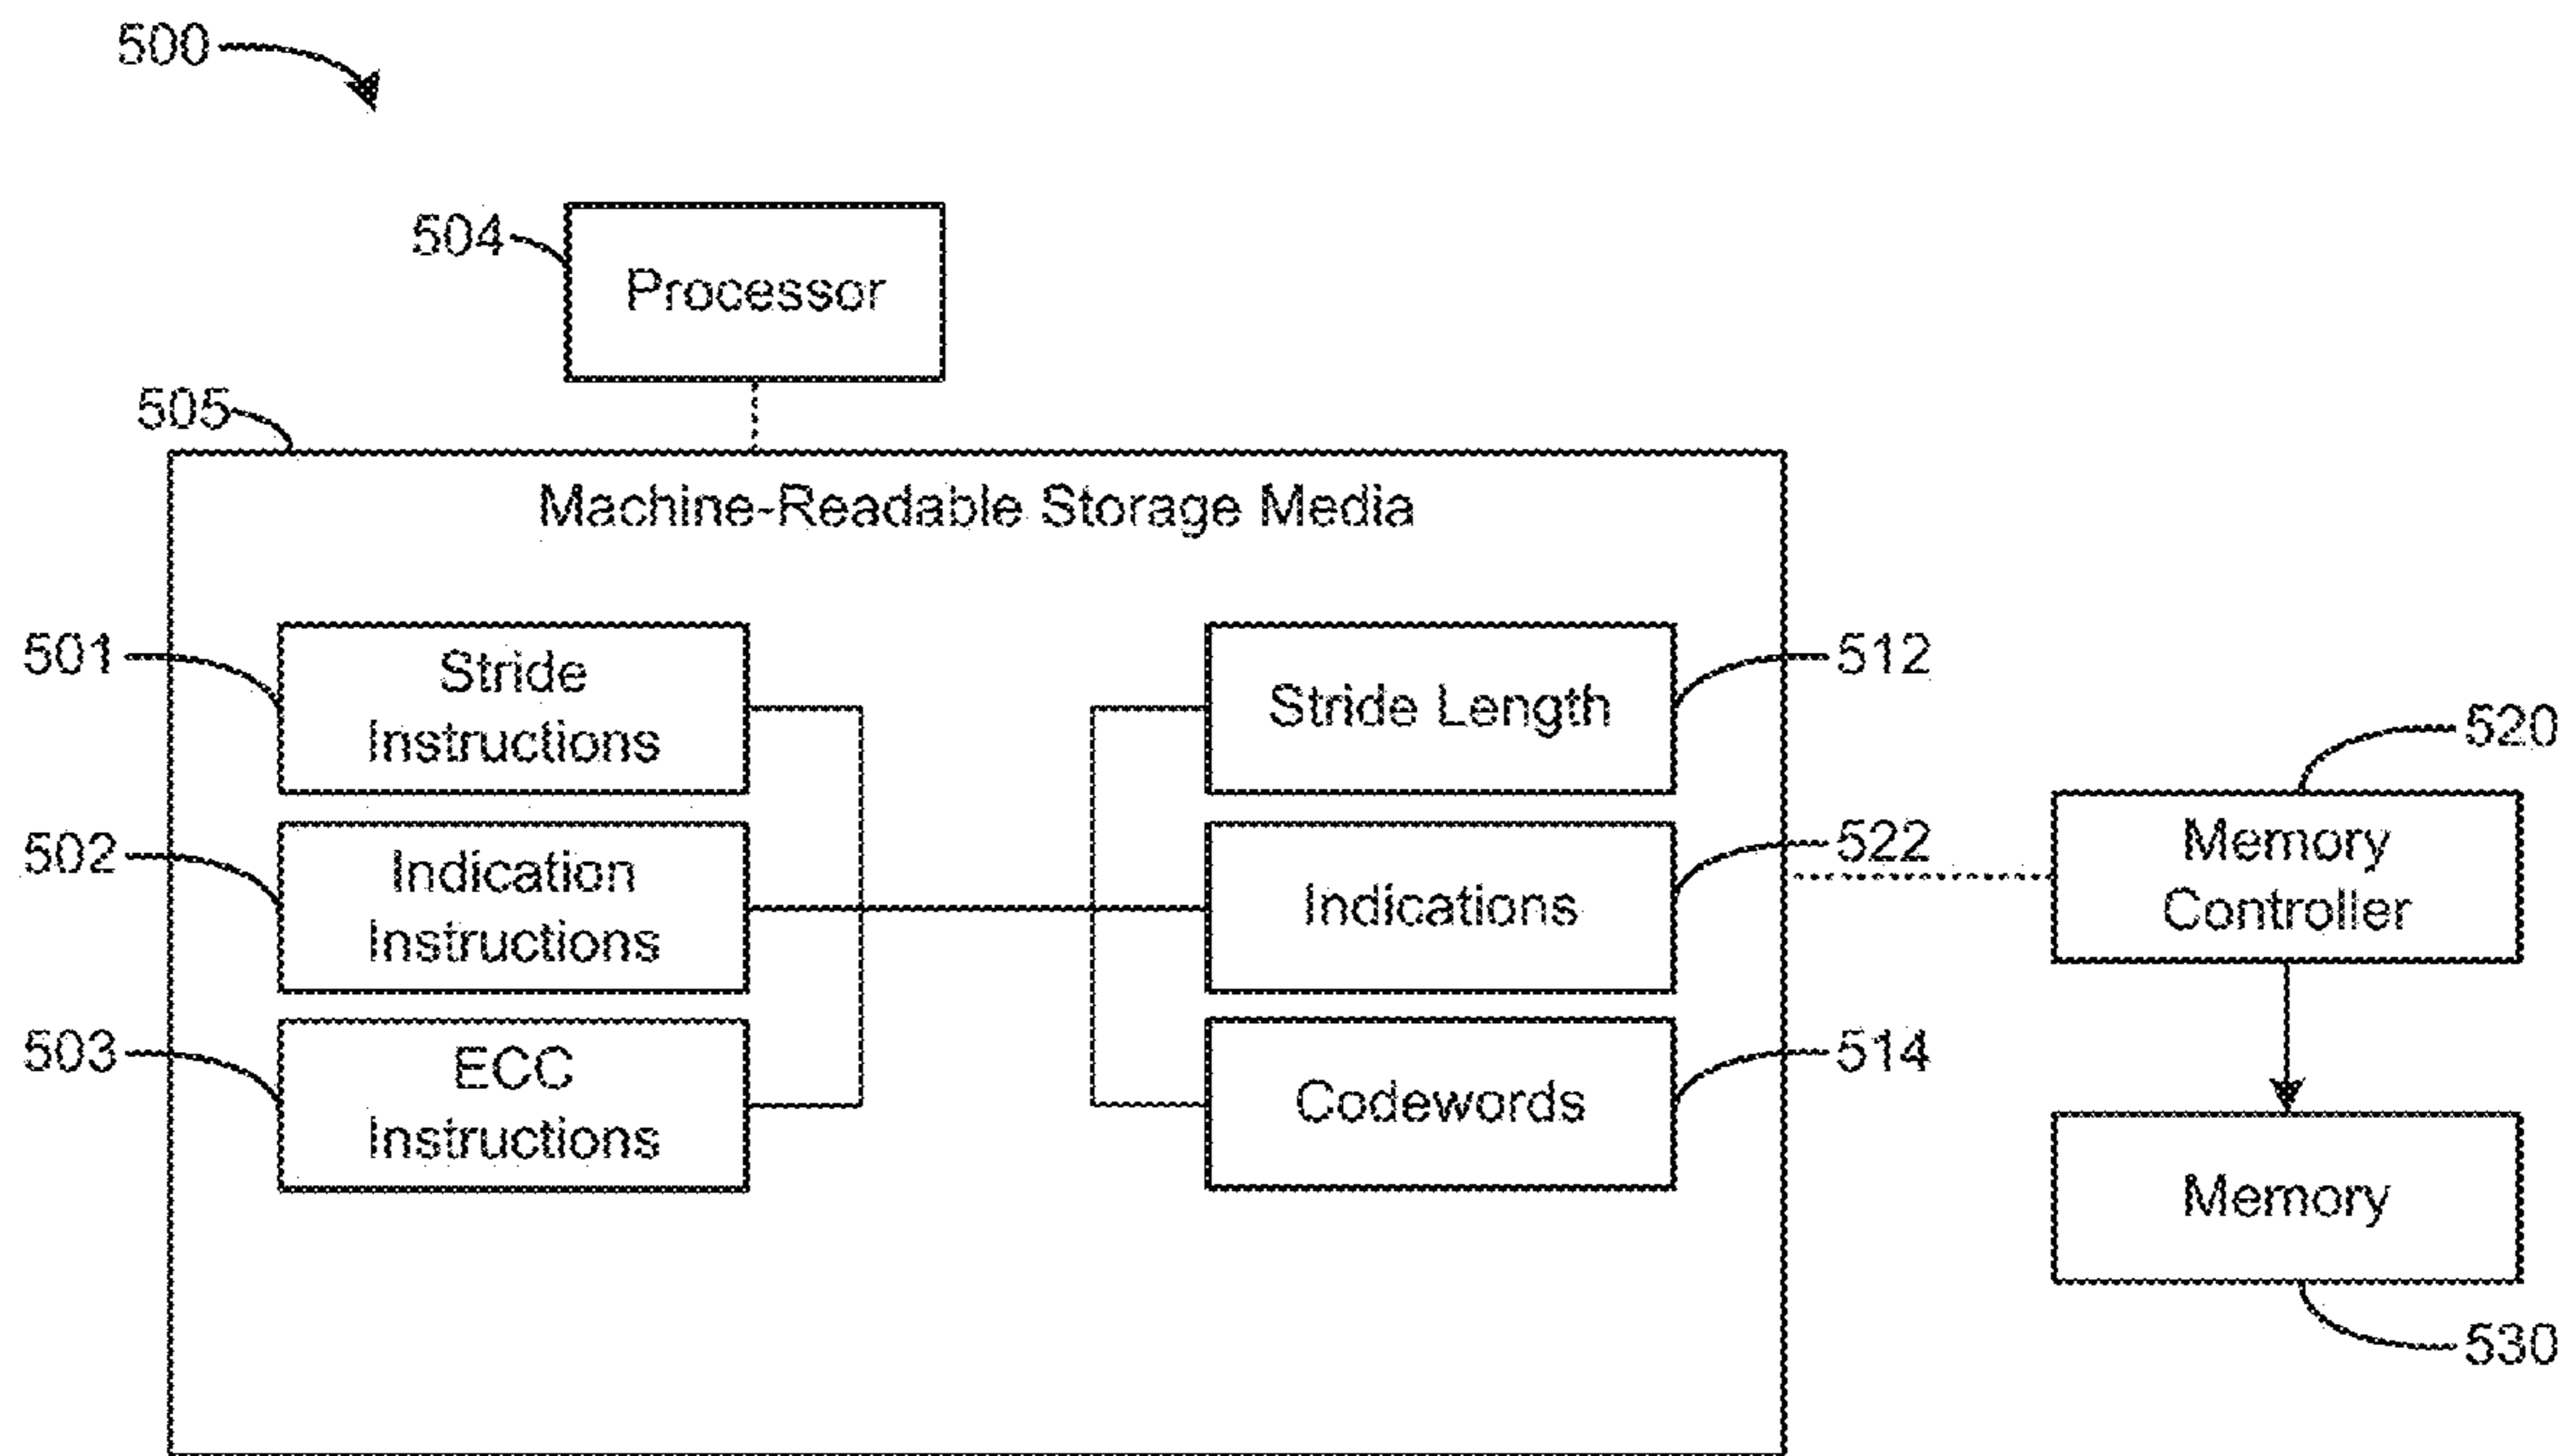 500
504
Processor
505
Machine-Readable Storage Media
501
Stride
Instructions
Stride Length
512
520
502
Indication
Instructions
Indications
522
Memory
Controller
503
ECC
Instructions
Codewords
514
Memory
530